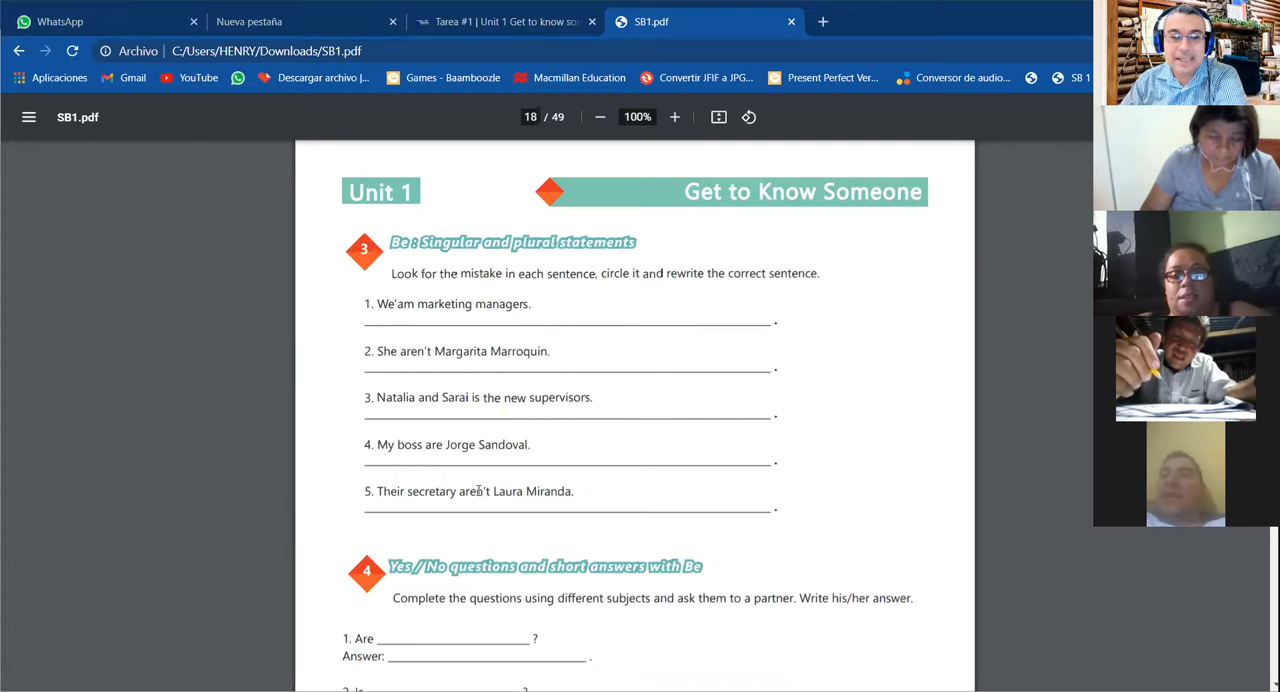 WhatsApp
Nueva pestaña
Tarea #1 | Unit 1 Get to know son
SB1.pdf
Archivo C:/Users/HENRY/Downloads/SB1.pdf
Aplicaciones Gmail YouTube Descargar archivo |... Games - Baamboozle Macmillan Education Convertir JFIF a JPG... Present Perfect Ver... Conversor de audio... SB 1
SB1.pdf 18 / 49 100%
Unit 1 Get to Know Someone
3 Be : Singular and plural statements
Look for the mistake in each sentence, circle it and rewrite the correct sentence.
1. We'am marketing managers.
.
2. She aren't Margarita Marroquin.
.
3. Natalia and Sarai is the new supervisors.
.
4. My boss are Jorge Sandoval.
.
5. Their secretary aren't Laura Miranda.
.
4 Yes / No questions and short answers with Be
Complete the questions using different subjects and ask them to a partner. Write his/her answer.
1. Are ?
Answer: .